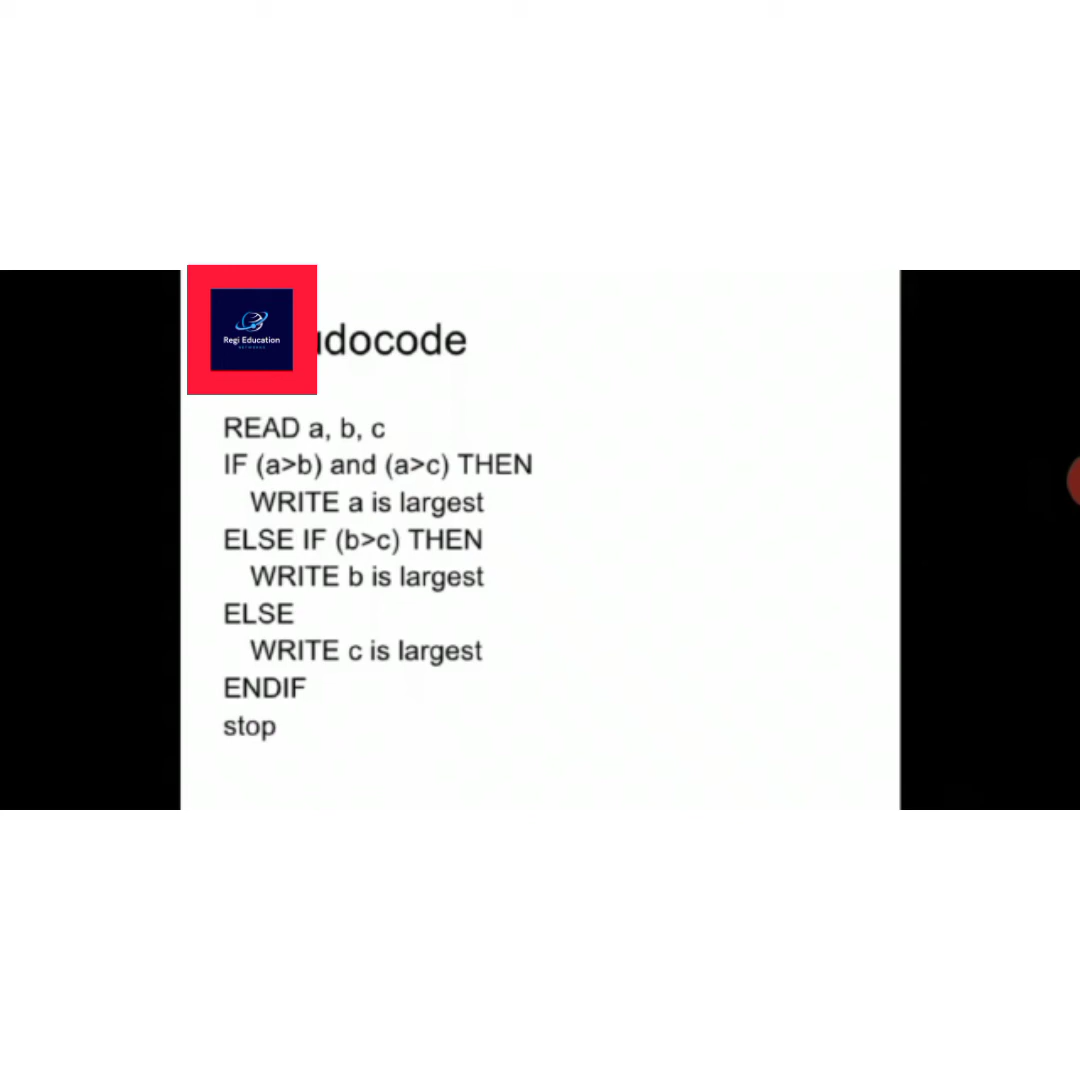 Regi Education
NETWORKS
udocode
READ a, b, c
IF (a>b) and (a>c) THEN
WRITE a is largest
ELSE IF (b>c) THEN
WRITE b is largest
ELSE
WRITE c is largest
ENDIF
stop